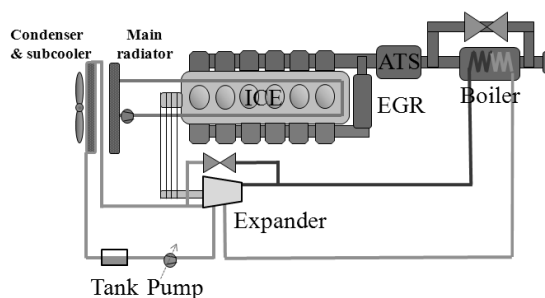 Condenser
& subcooler
Main
radiator
ICE
ATS
EGR
Boiler
Expander
Tank
Pump